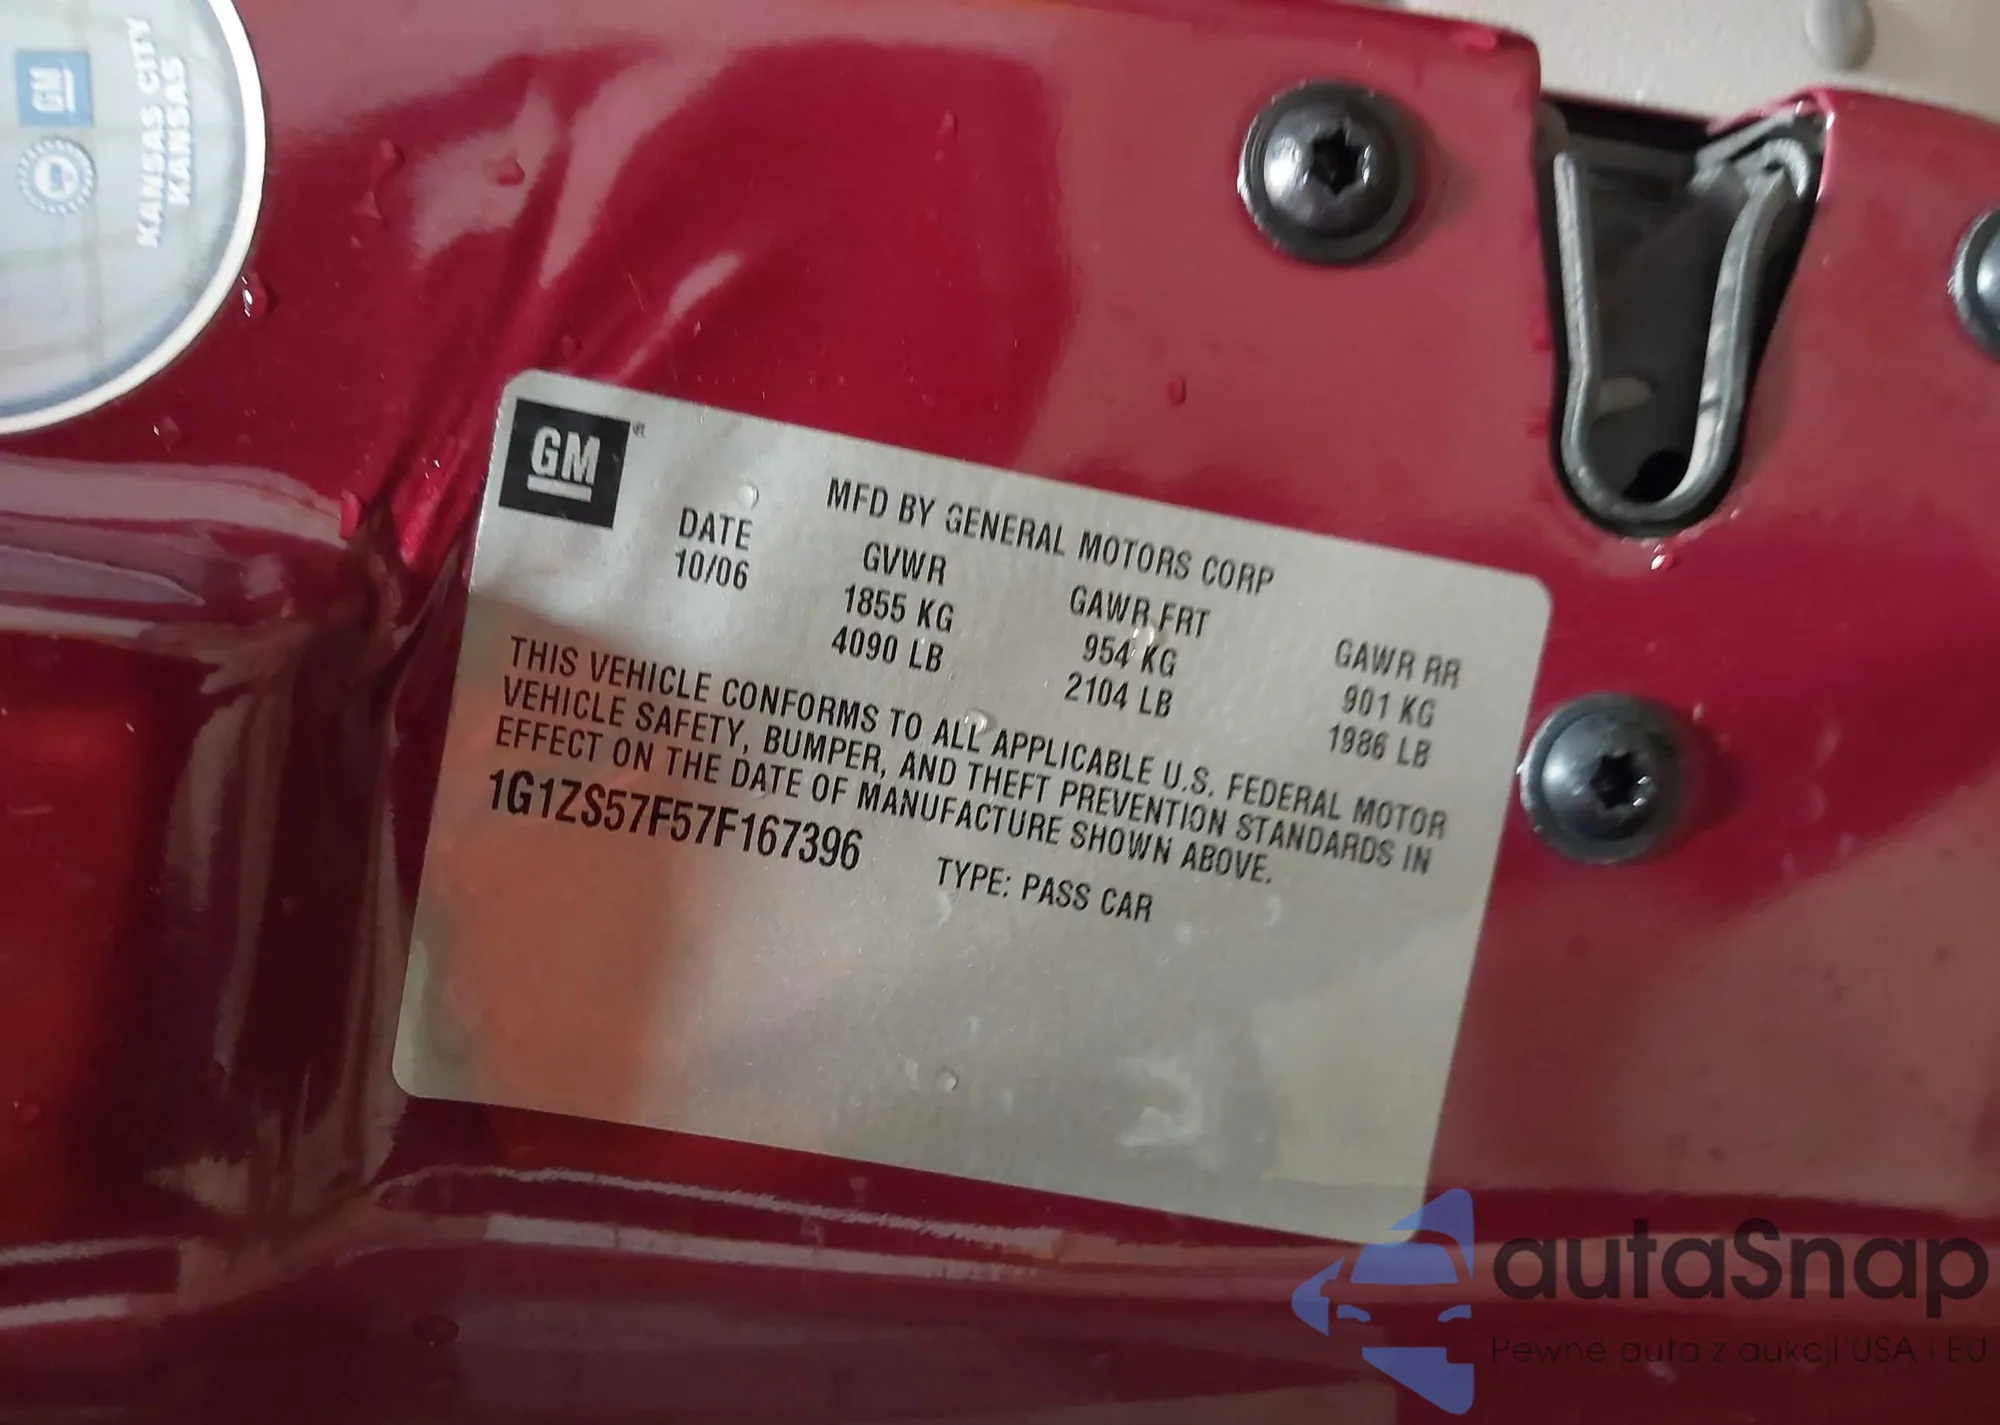 GM
KANSAS CITY
KANSAS
GM
MFD BY GENERAL MOTORS CORP
DATE GVWR GAWR FRT GAWR RR
10/06 1855 KG 954 KG 901 KG
4090 LB 2104 LB 1986 LB
THIS VEHICLE CONFORMS TO ALL APPLICABLE U.S. FEDERAL MOTOR
VEHICLE SAFETY, BUMPER, AND THEFT PREVENTION STANDARDS IN
EFFECT ON THE DATE OF MANUFACTURE SHOWN ABOVE.
1G1ZS57F57F167396 TYPE: PASS CAR
autaSnap
Pewne auta z aukcji USA i EU